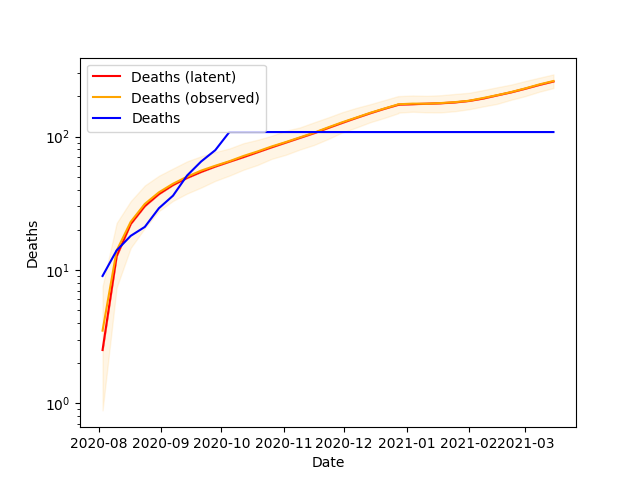 Deaths (latent)
Deaths (observed)
Deaths
Deaths
10²
10¹
10⁰
2020-08 2020-09 2020-10 2020-11 2020-12 2021-01 2021-02 2021-03
Date